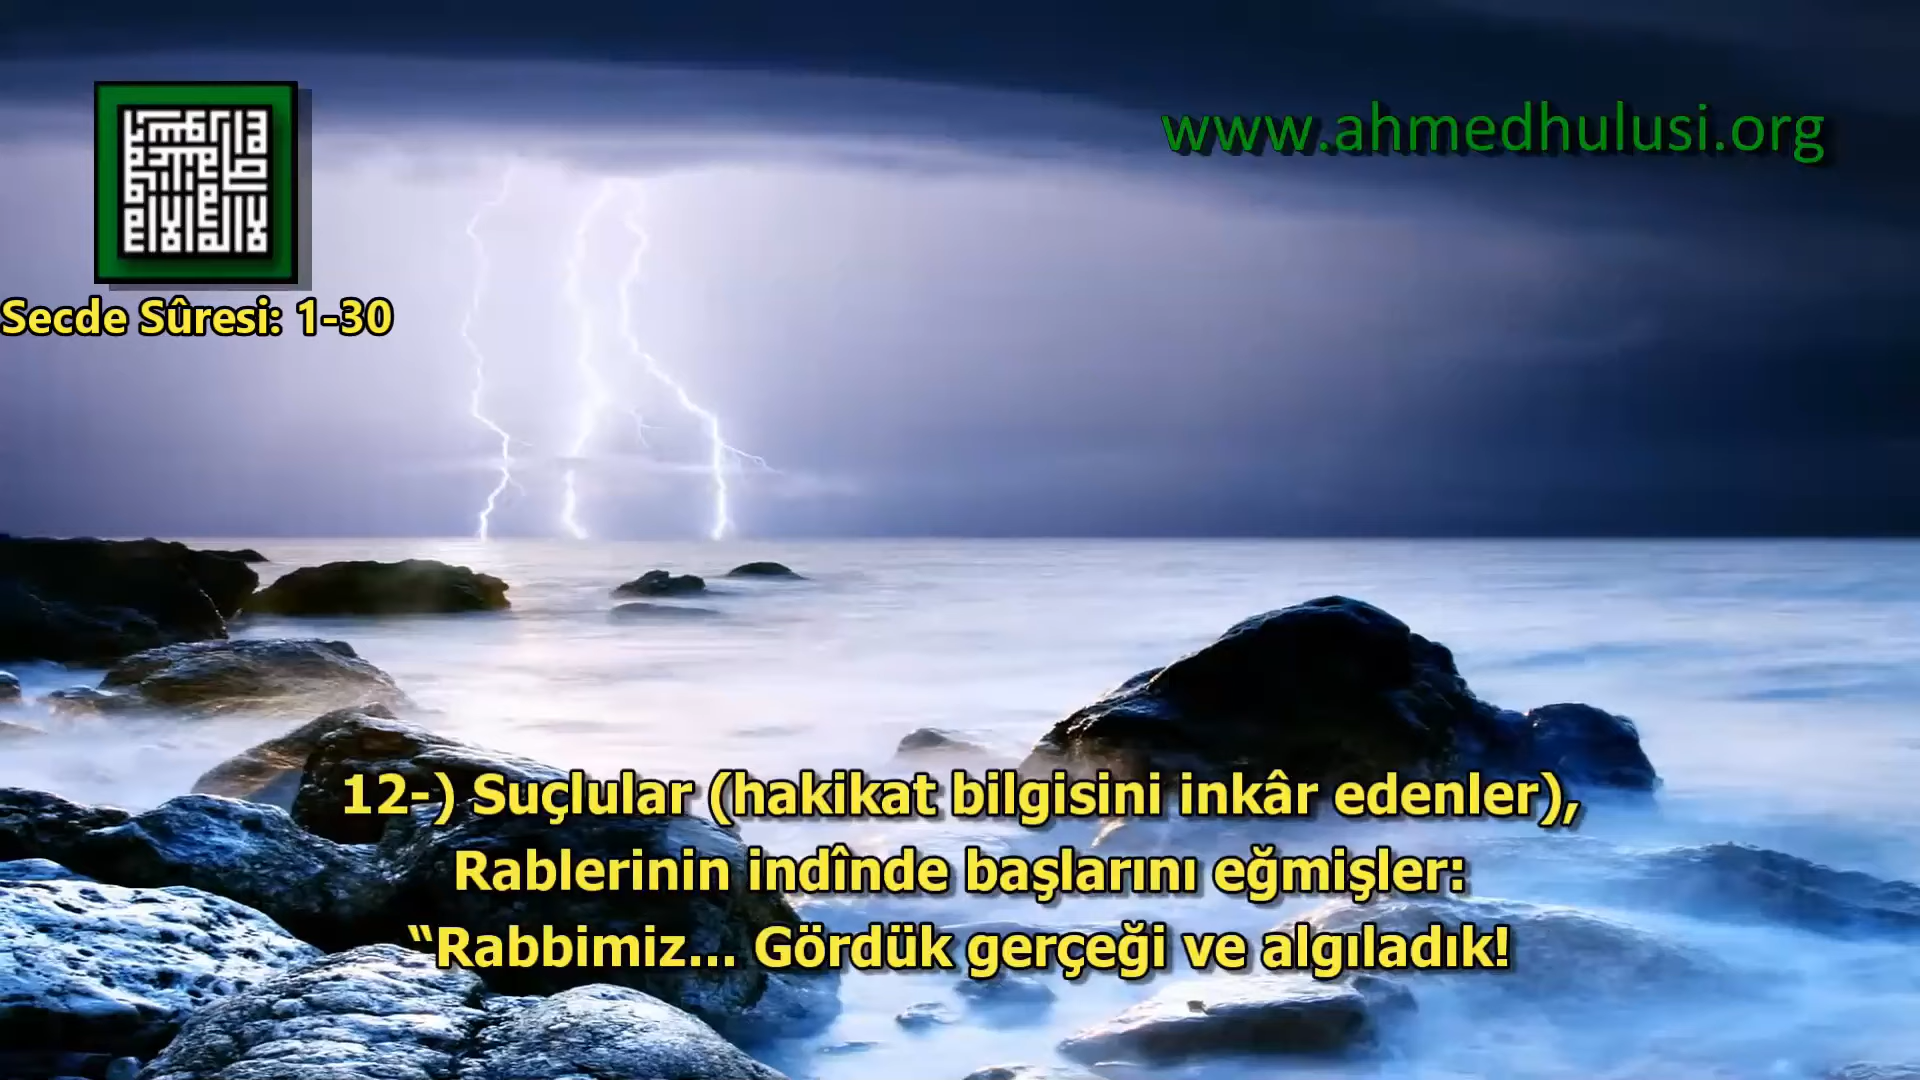 www.ahmedhulusi.org
Secde Sûresi: 1-30
12-) Suçlular (hakikat bilgisini inkâr edenler),
Rablerinin indînde başlarını eğmişler:
“Rabbimiz... Gördük gerçeği ve algıladık!